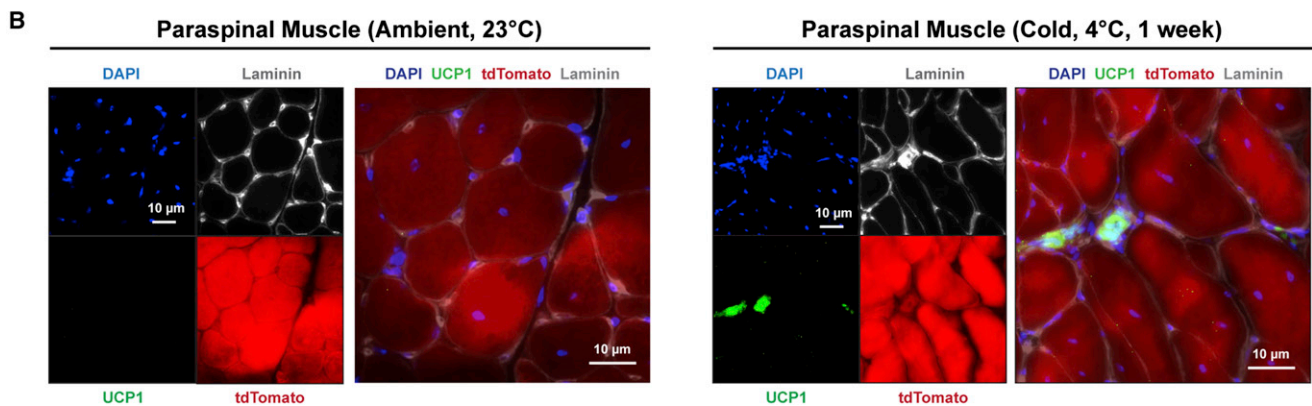 B
Paraspinal Muscle (Ambient, 23°C)
DAPI
Laminin
DAPI UCP1 tdTomato Laminin
10 µm
10 µm
UCP1
tdTomato
Paraspinal Muscle (Cold, 4°C, 1 week)
DAPI
Laminin
DAPI UCP1 tdTomato Laminin
10 µm
10 µm
UCP1
tdTomato